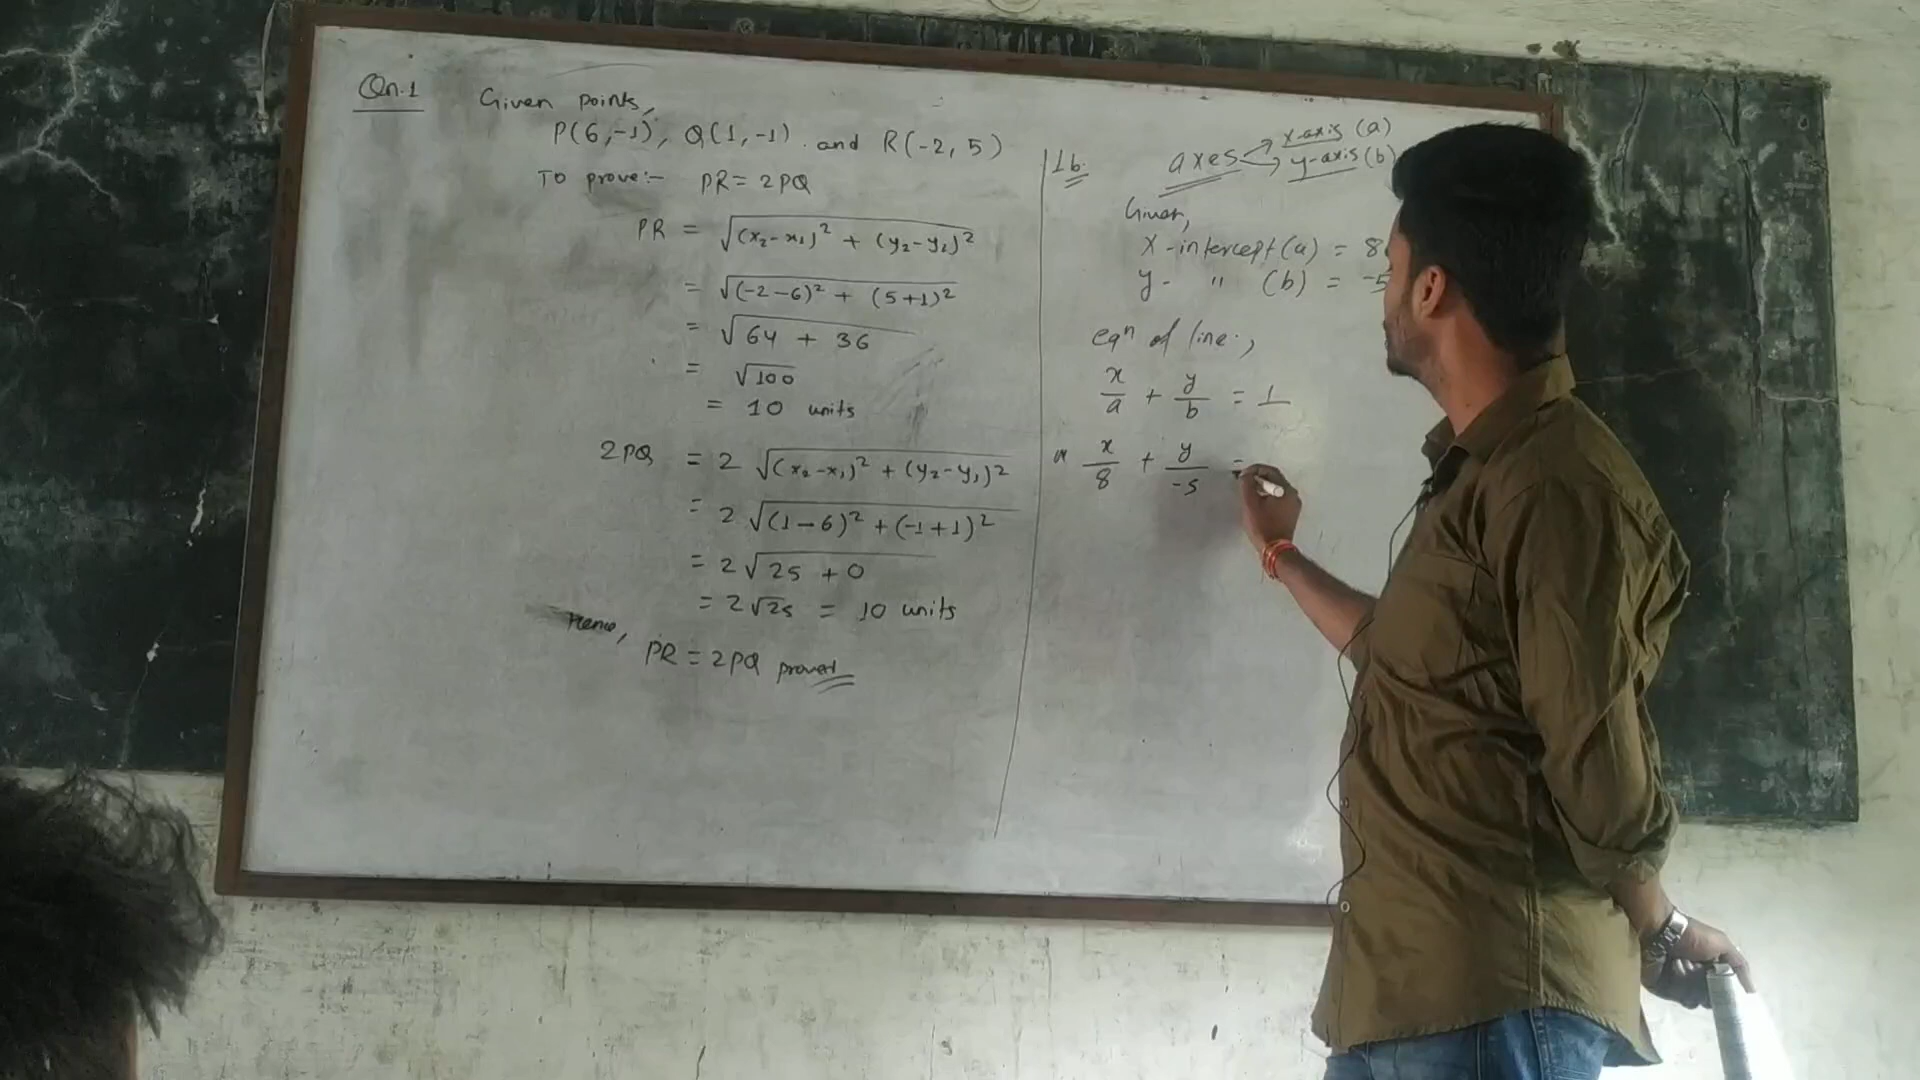 Qn.1 Given points,
P(6,-1), Q(1,-1) and R(-2, 5)
To prove:- PR = 2PQ
PR = √(x₂-x₁)² + (y₂-y₁)²
= √(-2-6)² + (5+1)²
= √64 + 36
= √100
= 10 units
2PQ = 2 √(x₂-x₁)² + (y₂-y₁)²
= 2 √(1-6)² + (-1+1)²
= 2 √25 + 0
= 2√25 = 10 units
Hence,
PR = 2PQ proved
1b. axes → x-axis (a)
→ y-axis (b)
Given,
x-intercept (a) = 8
y- " (b) = -5
eqⁿ of line,
x/a + y/b = 1
or x/8 + y/-5 =